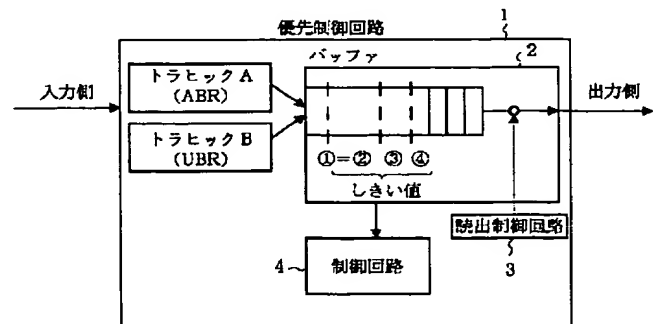 優先制御回路
1
バッファ
2
トラヒックA
(ABR)
入力側
出力側
トラヒックB
(UBR)
①=② ③ ④
しきい値
読出制御回路
3
4
制御回路